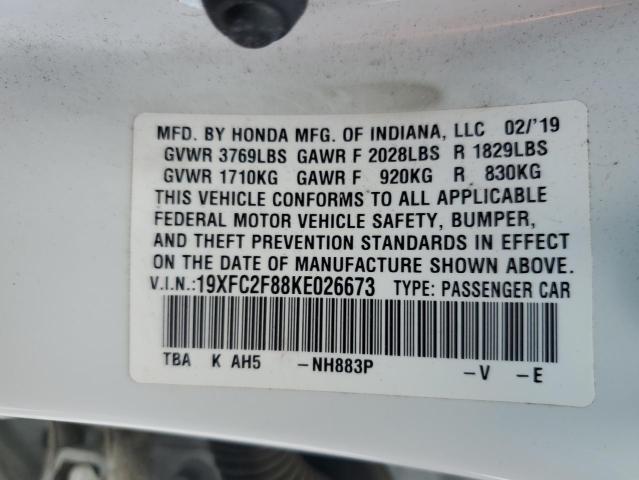 MFD. BY HONDA MFG. OF INDIANA, LLC 02/'19
GVWR 3769LBS GAWR F 2028LBS R 1829LBS
GVWR 1710KG GAWR F 920KG R 830KG
THIS VEHICLE CONFORMS TO ALL APPLICABLE
FEDERAL MOTOR VEHICLE SAFETY, BUMPER,
AND THEFT PREVENTION STANDARDS IN EFFECT
ON THE DATE OF MANUFACTURE SHOWN ABOVE.
V.I.N.:19XFC2F88KE026673 TYPE: PASSENGER CAR
TBA K AH5 -NH883P -V -E